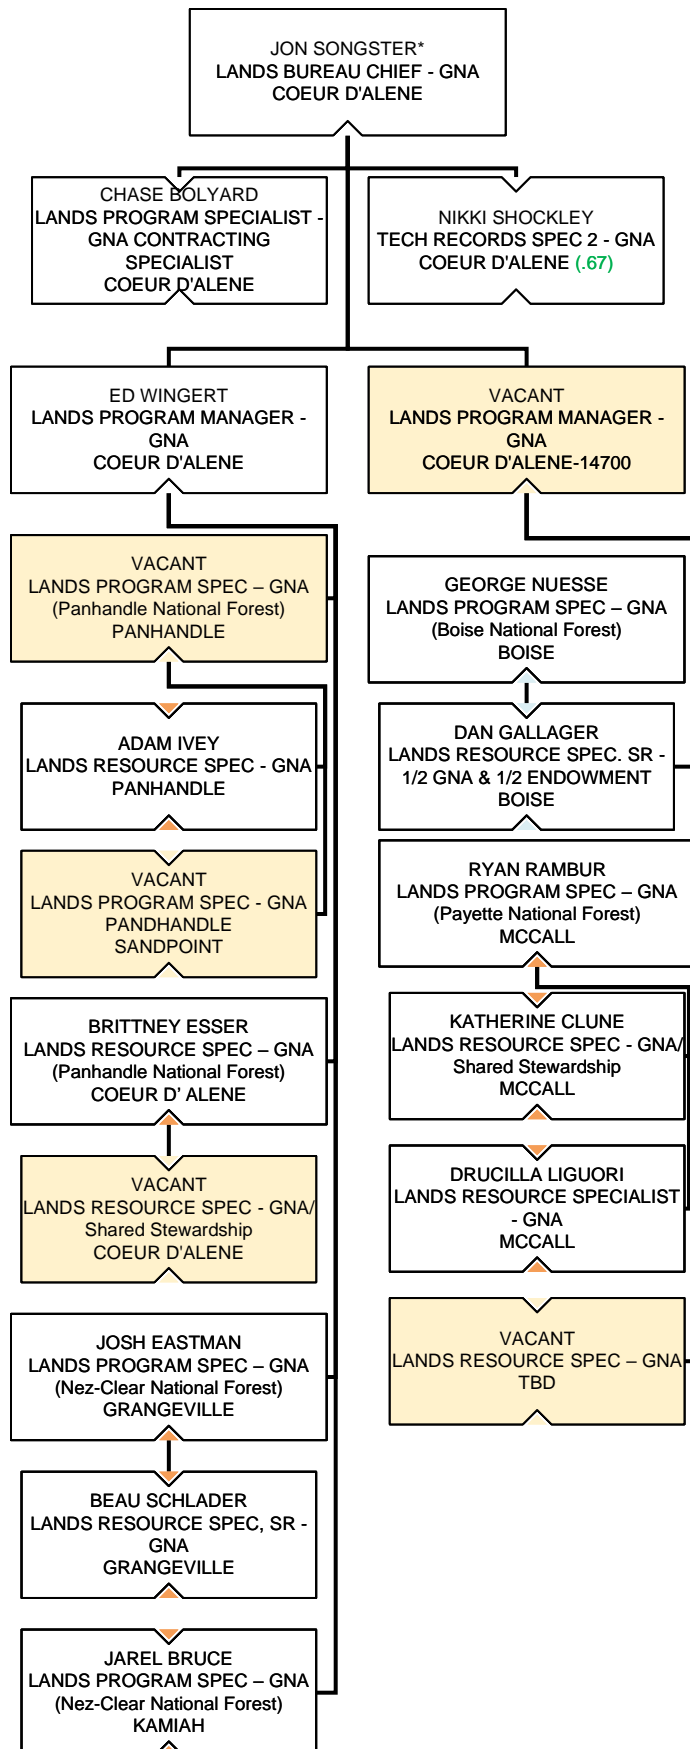 JON SONGSTER*
LANDS BUREAU CHIEF - GNA
COEUR D'ALENE
CHASE BOLYARD
LANDS PROGRAM SPECIALIST -
GNA CONTRACTING
SPECIALIST
COEUR D'ALENE
NIKKI SHOCKLEY
TECH RECORDS SPEC 2 - GNA
COEUR D'ALENE (.67)
ED WINGERT
LANDS PROGRAM MANAGER -
GNA
COEUR D'ALENE
VACANT
LANDS PROGRAM MANAGER -
GNA
COEUR D'ALENE-14700
VACANT
LANDS PROGRAM SPEC – GNA
(Panhandle National Forest)
PANHANDLE
ADAM IVEY
LANDS RESOURCE SPEC - GNA
PANHANDLE
VACANT
LANDS PROGRAM SPEC - GNA
PANDHANDLE
SANDPOINT
BRITTNEY ESSER
LANDS RESOURCE SPEC – GNA
(Panhandle National Forest)
COEUR D' ALENE
VACANT
LANDS RESOURCE SPEC - GNA/
Shared Stewardship
COEUR D'ALENE
JOSH EASTMAN
LANDS PROGRAM SPEC – GNA
(Nez-Clear National Forest)
GRANGEVILLE
BEAU SCHLADER
LANDS RESOURCE SPEC, SR -
GNA
GRANGEVILLE
JAREL BRUCE
LANDS PROGRAM SPEC – GNA
(Nez-Clear National Forest)
KAMIAH
GEORGE NUESSE
LANDS PROGRAM SPEC – GNA
(Boise National Forest)
BOISE
DAN GALLAGER
LANDS RESOURCE SPEC. SR -
1/2 GNA & 1/2 ENDOWMENT
BOISE
RYAN RAMBUR
LANDS PROGRAM SPEC – GNA
(Payette National Forest)
MCCALL
KATHERINE CLUNE
LANDS RESOURCE SPEC - GNA/
Shared Stewardship
MCCALL
DRUCILLA LIGUORI
LANDS RESOURCE SPECIALIST
- GNA
MCCALL
VACANT
LANDS RESOURCE SPEC – GNA
TBD